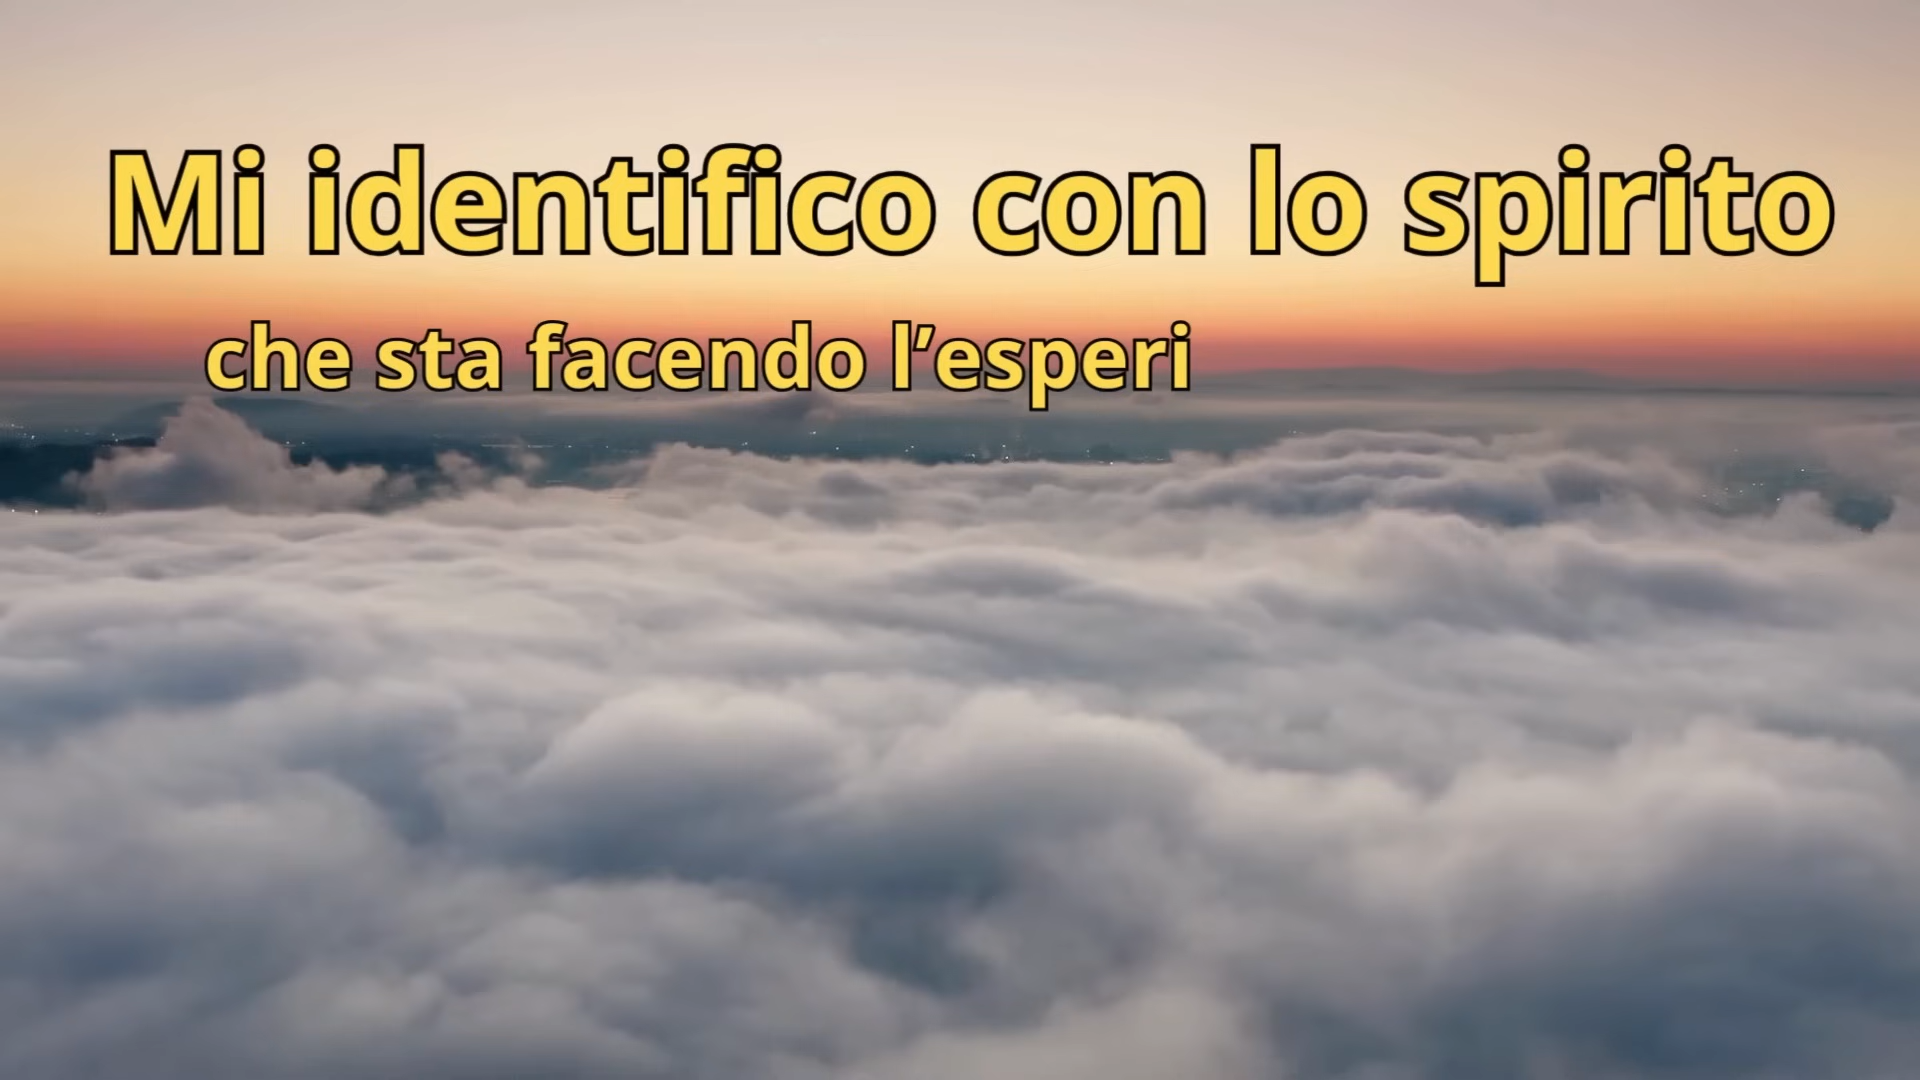 Mi identifico con lo spirito
che sta facendo l’esperi